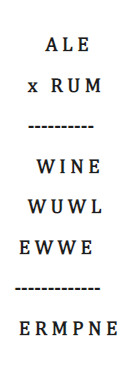 ALE
x RUM
----------
WINE
WUWL
EWWE
-------------
ERMPNE